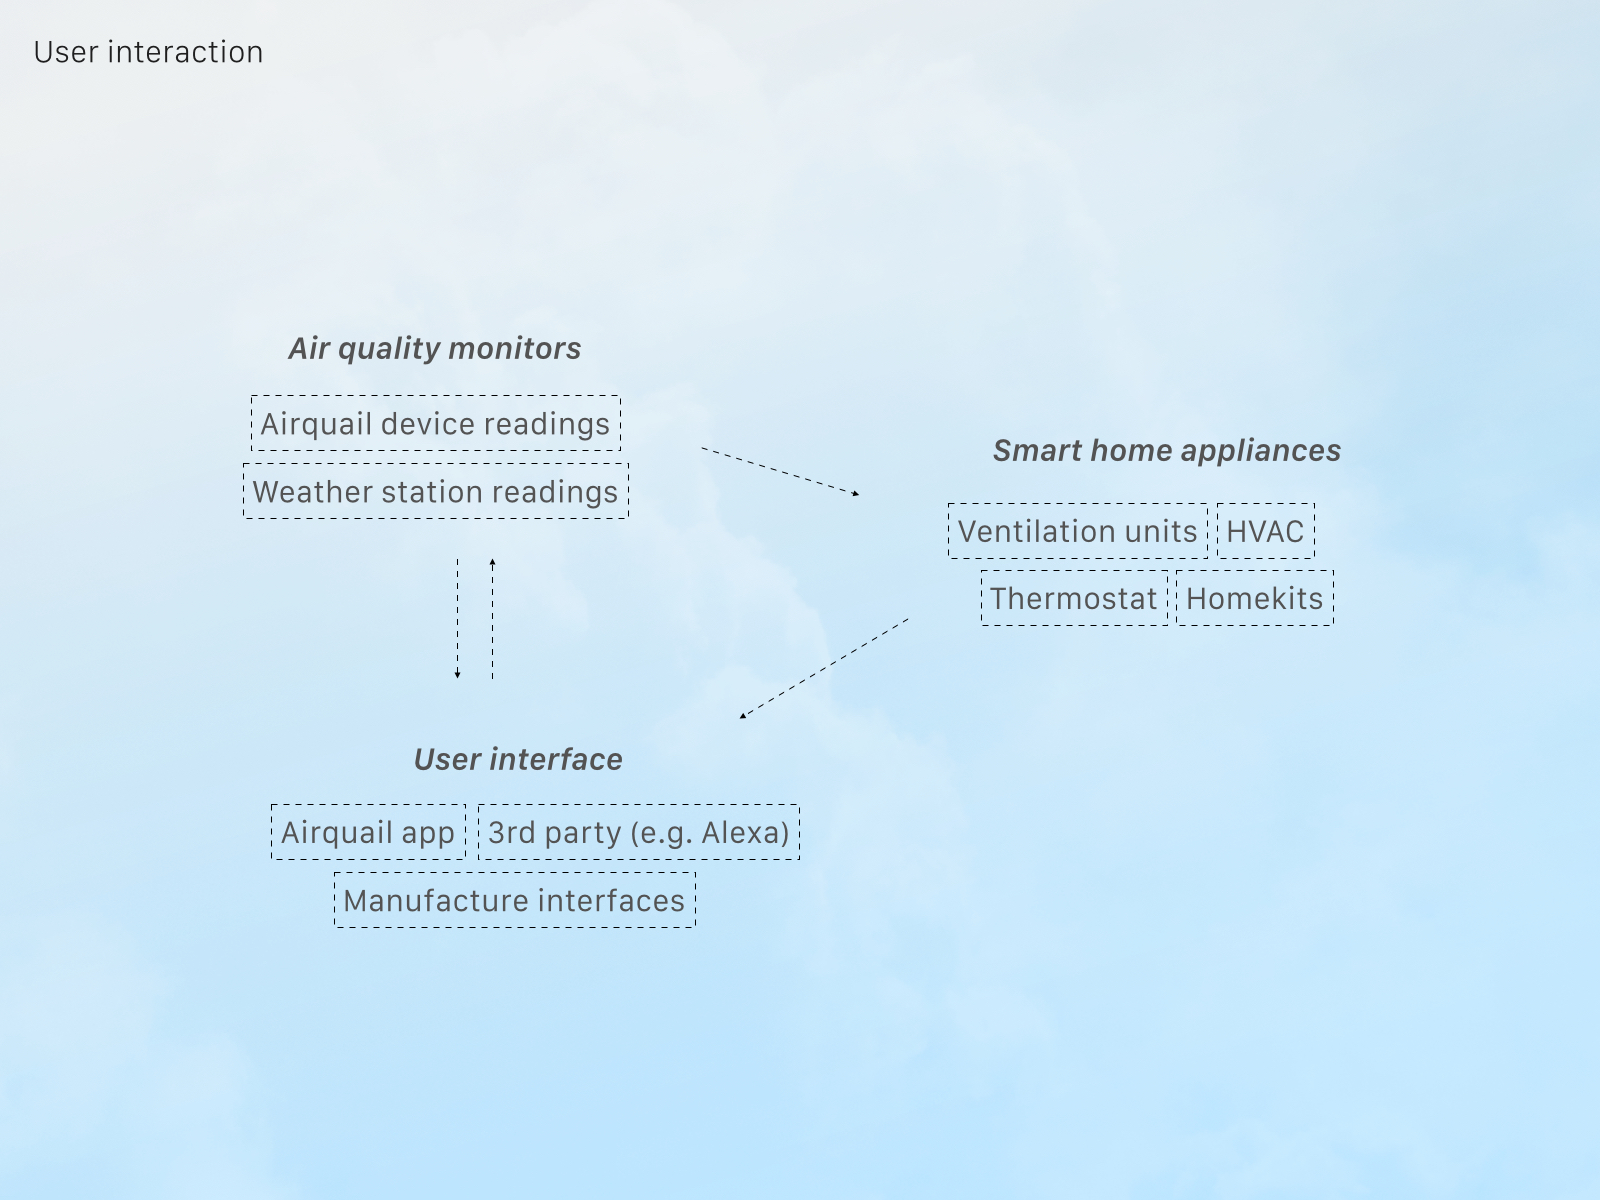 User interaction
Air quality monitors
Airquail device readings
Weather station readings
Smart home appliances
Ventilation units HVAC
Thermostat Homekits
User interface
Airquail app 3rd party (e.g. Alexa)
Manufacture interfaces